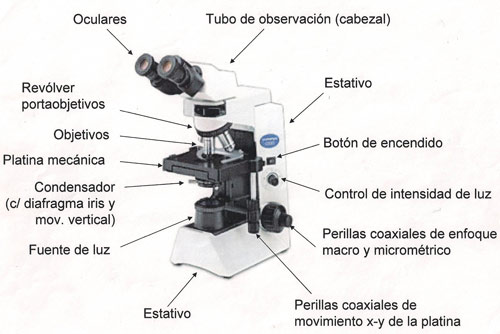 Oculares
Tubo de observación (cabezal)
Revólver
portaobjetivos
Estativo
Objetivos
Botón de encendido
Platina mecánica
Condensador
(c/ diafragma iris y
mov. vertical)
Control de intensidad de luz
Fuente de luz
Perillas coaxiales de enfoque
macro y micrométrico
Estativo
Perillas coaxiales de
movimiento x-y de la platina